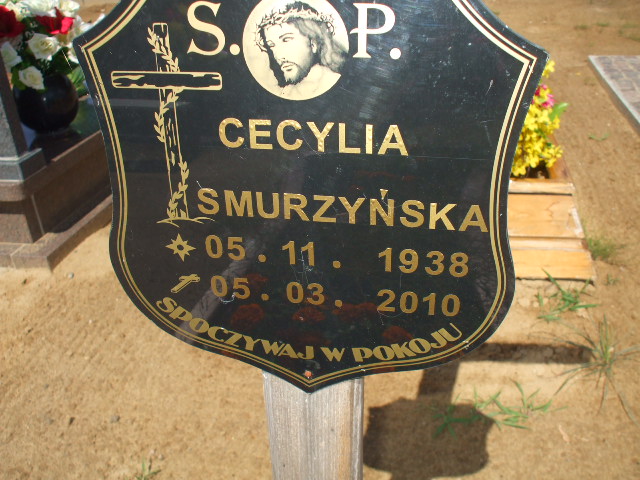 S. P.
CECYLIA
SMURZYŃSKA
05. 11. 1938
05. 03. 2010
SPOCZYWAJ W POKOJU